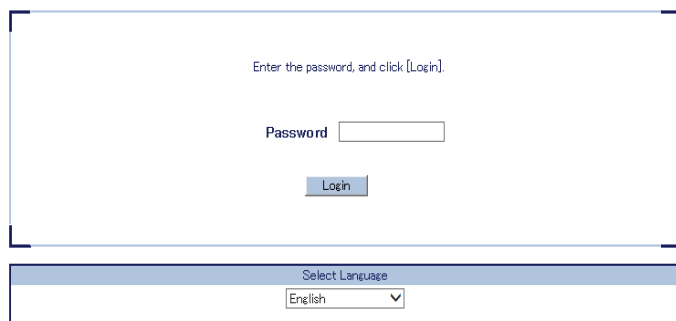 Enter the password, and click [Login].
Password
Login
Select Language
English